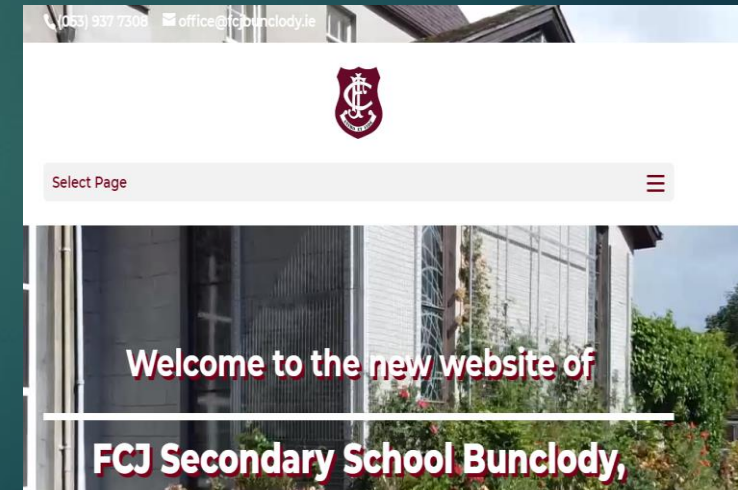 (053) 937 7308 office@fcjbunclody.ie
Select Page
Welcome to the new website of
FCJ Secondary School Bunclody,